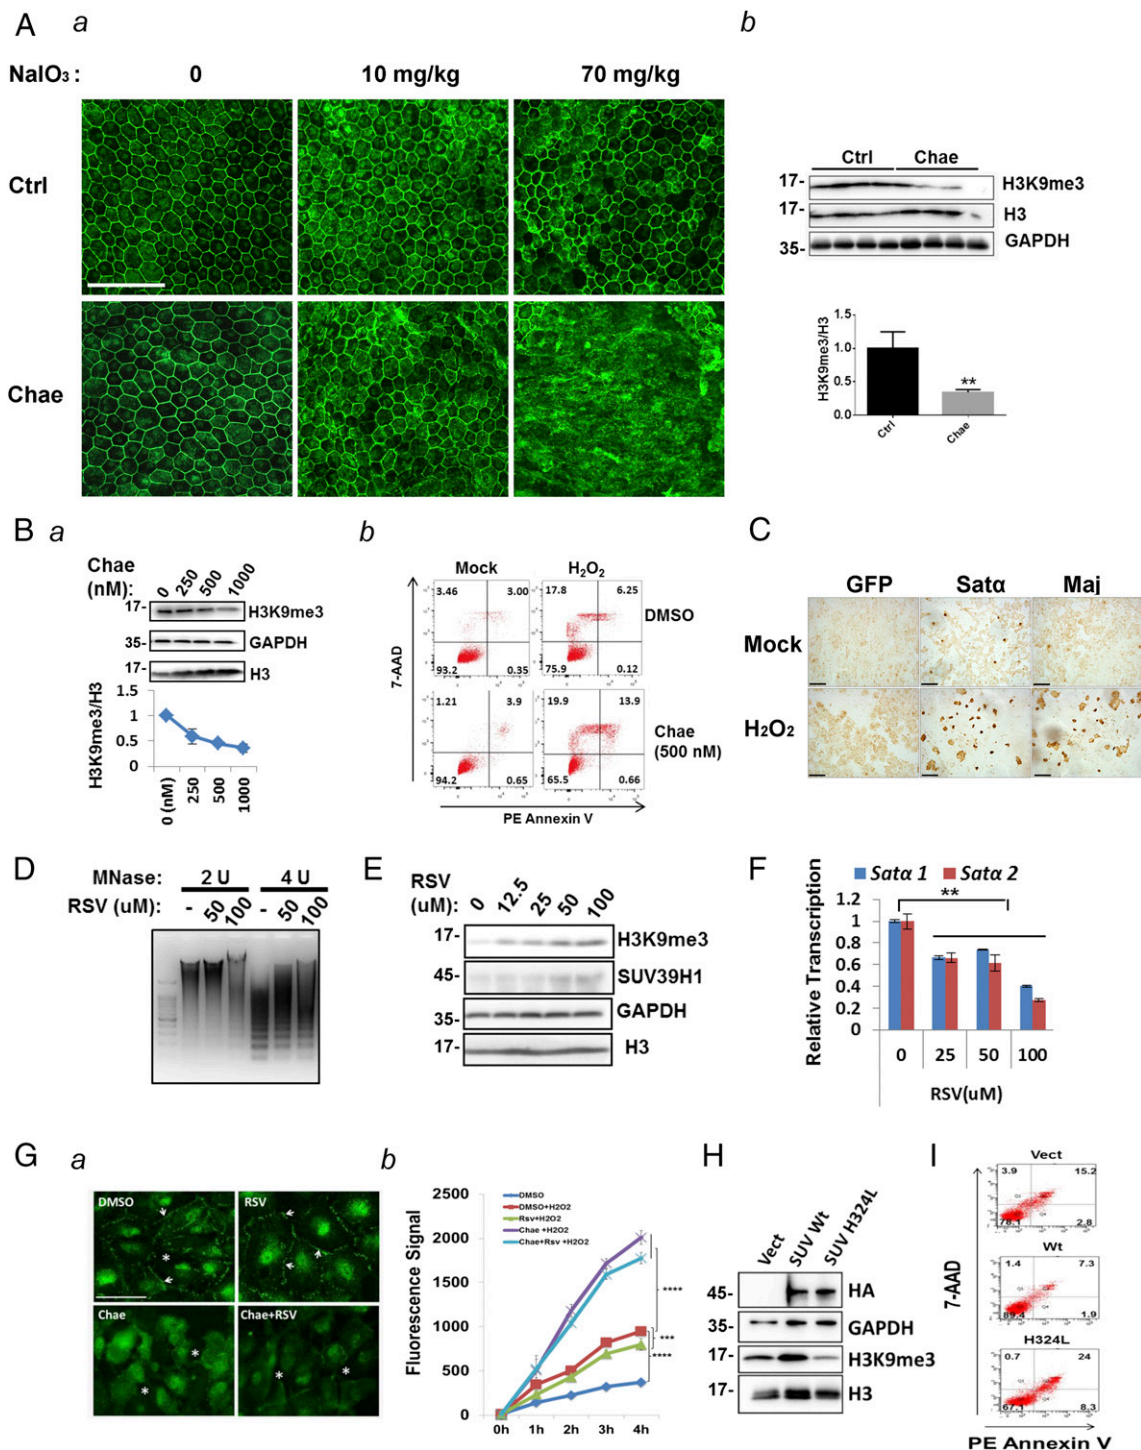 A a b
NaIO3 : 0 10 mg/kg 70 mg/kg
Ctrl
Chae
Ctrl Chae
17- H3K9me3
17- H3
35- GAPDH
H3K9me3/H3
1.5
1.0
0.5
0.0
**
Ctrl Chae
B a
Chae (nM): 0 250 500 1000
17- H3K9me3
35- GAPDH
17- H3
H3K9me3/H3
1.5
1
0.5
0
0 (nM) 250 500 1000
b
Mock H2O2
3.46 3.00 17.8 6.25
DMSO
93.2 0.35 75.9 0.12
1.21 3.9 19.9 13.9
Chae
(500 nM)
94.2 0.65 65.5 0.66
7-AAD
PE Annexin V
C
GFP Satα Maj
Mock
H2O2
D
MNase: 2 U 4 U
RSV (uM): - 50 100 - 50 100
E
RSV
(uM): 0 12.5 25 50 100
17- H3K9me3
45- SUV39H1
35- GAPDH
17- H3
F
Satα 1 Satα 2
**
Relative Transcription
1.2
1
0.8
0.6
0.4
0.2
0
0 25 50 100
RSV(uM)
G a
DMSO RSV
* *
Chae Chae+RSV
* * * *
b
Fluorescence Signal
2500
2000
1500
1000
500
0
DMSO
DMSO+H2O2
Rsv+H2O2
Chae +H2O2
Chae+Rsv +H2O2
****
***
****
0h 1h 2h 3h 4h
H
Vect SUV Wt SUV H324L
45- HA
35- GAPDH
17- H3K9me3
17- H3
I
Vect
3.9 15.2
78.1 2.8
Wt
1.4 7.3
89.4 1.9
H324L
0.7 24
67.1 8.3
7-AAD
PE Annexin V